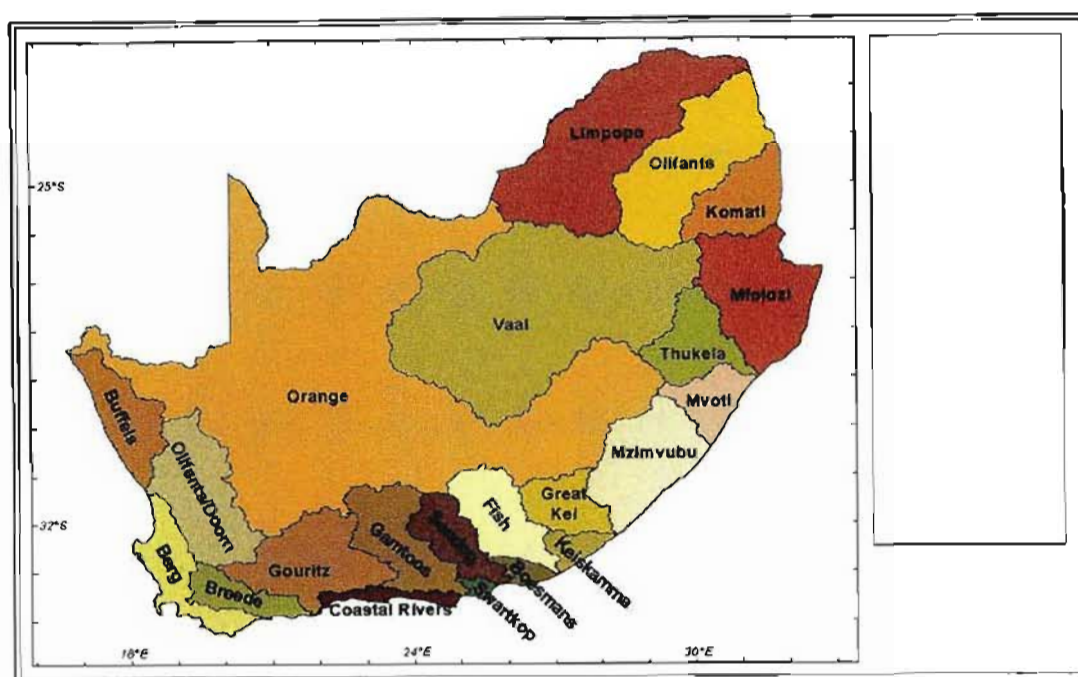 Limpopo
Olifants
25°S
Komati
Mfolozi
Vaal
Thukela
Orange
Mvoti
Buffels
Mzimvubu
Olifants/Doorn
Great
Kei
Fish
32°S
Gamtoos
Keiskamma
Berg
Gouritz
Boesmans
Breede
Coastal Rivers
Swartkop
18°E
24°E
30°E